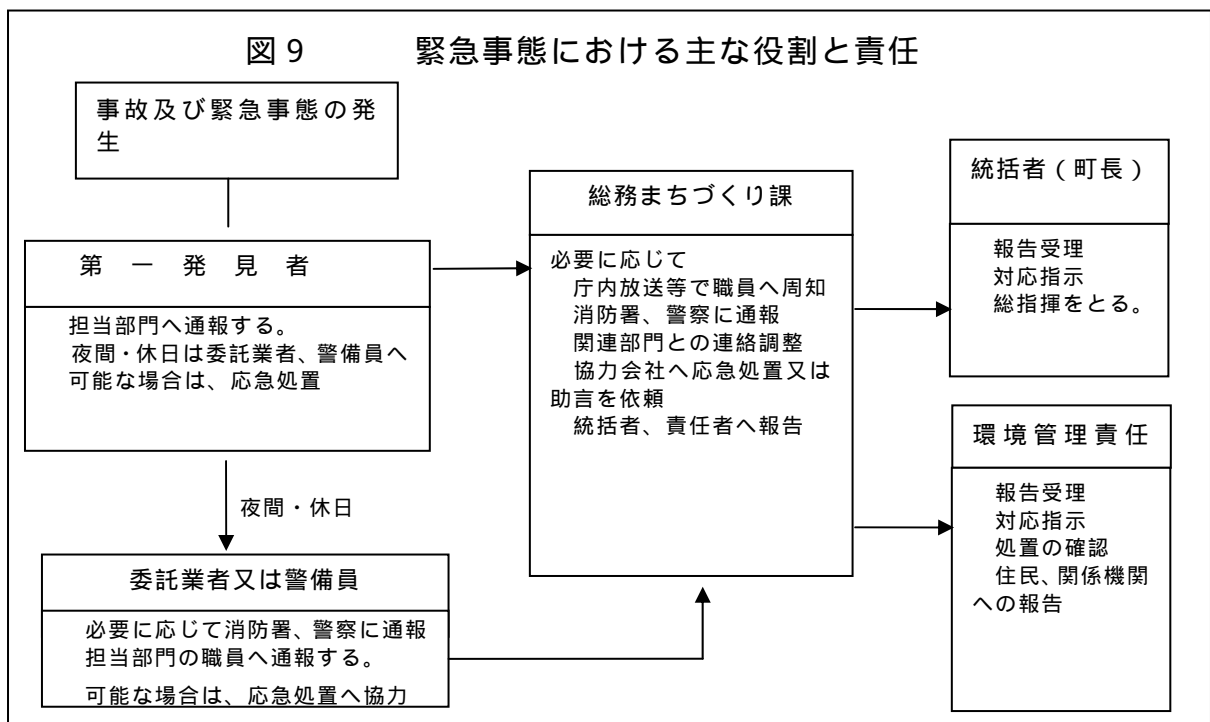 図9 緊急事態における主な役割と責任
事故及び緊急事態の発
生
第一発見者
担当部門へ通報する。
夜間・休日は委託業者、警備員へ
可能な場合は、応急処置
夜間・休日
委託業者又は警備員
必要に応じて消防署、警察に通報
担当部門の職員へ通報する。
可能な場合は、応急処置へ協力
総務まちづくり課
必要に応じて
庁内放送等で職員へ周知
消防署、警察に通報
関連部門との連絡調整
協力会社へ応急処置又は
助言を依頼
統括者、責任者へ報告
統括者(町長)
報告受理
対応指示
総指揮をとる。
環境管理責任
報告受理
対応指示
処置の確認
住民、関係機関
への報告